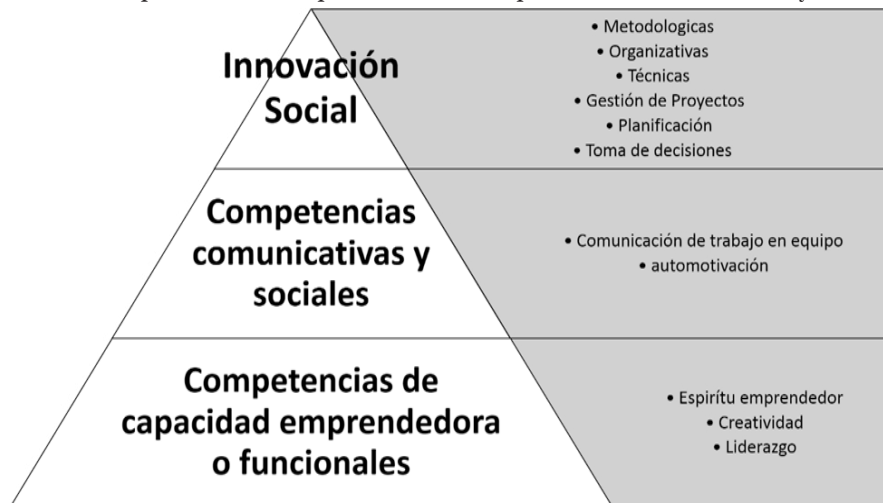 Innovación
Social
• Metodologicas
• Organizativas
• Técnicas
• Gestión de Proyectos
• Planificación
• Toma de decisiones
Competencias
comunicativas y
sociales
• Comunicación de trabajo en equipo
• automotivación
Competencias de
capacidad emprendedora
o funcionales
• Espirítu emprendedor
• Creatividad
• Liderazgo